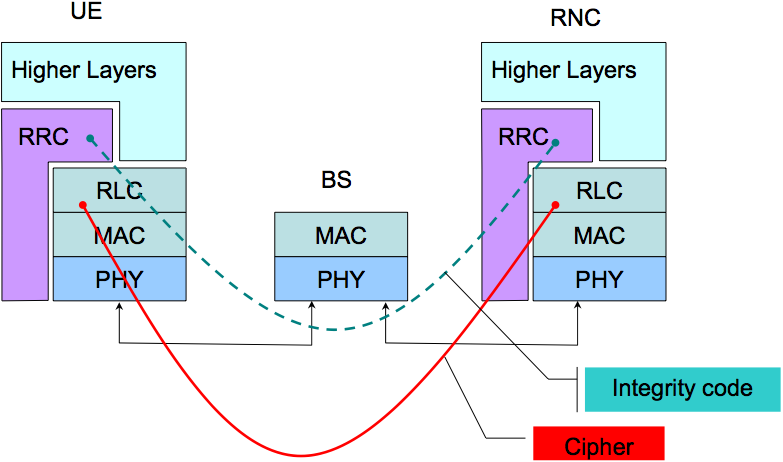 UE
RNC
Higher Layers
Higher Layers
RRC
RRC
BS
RLC
RLC
MAC
MAC
MAC
PHY
PHY
PHY
Integrity code
Cipher